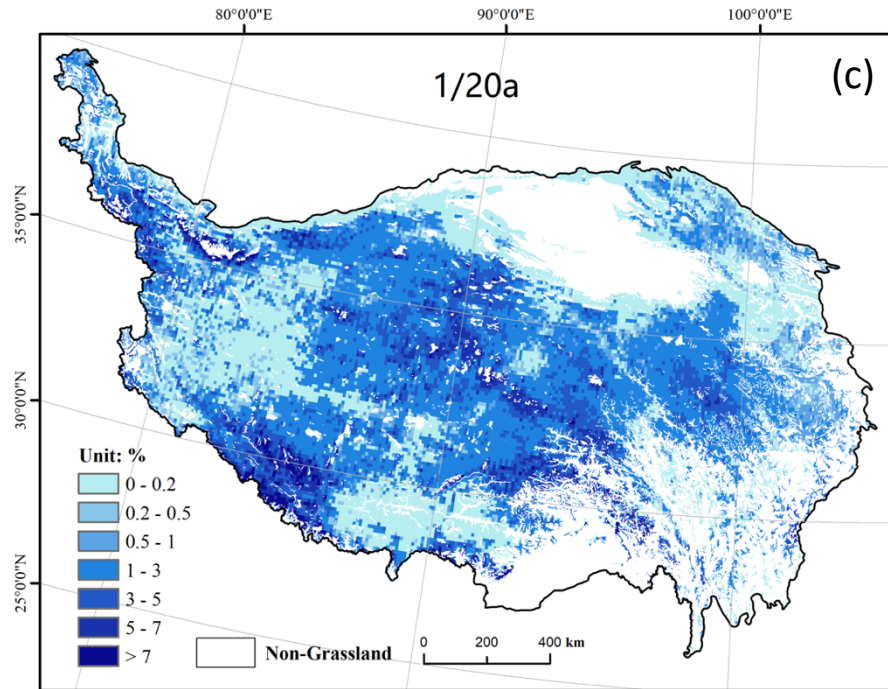 80°0'0"E 90°0'0"E 100°0'0"E
1/20a (c)
35°0'0"N
30°0'0"N
25°0'0"N
Unit: %
0 - 0.2
0.2 - 0.5
0.5 - 1
1 - 3
3 - 5
5 - 7
> 7
Non-Grassland
0 200 400 km